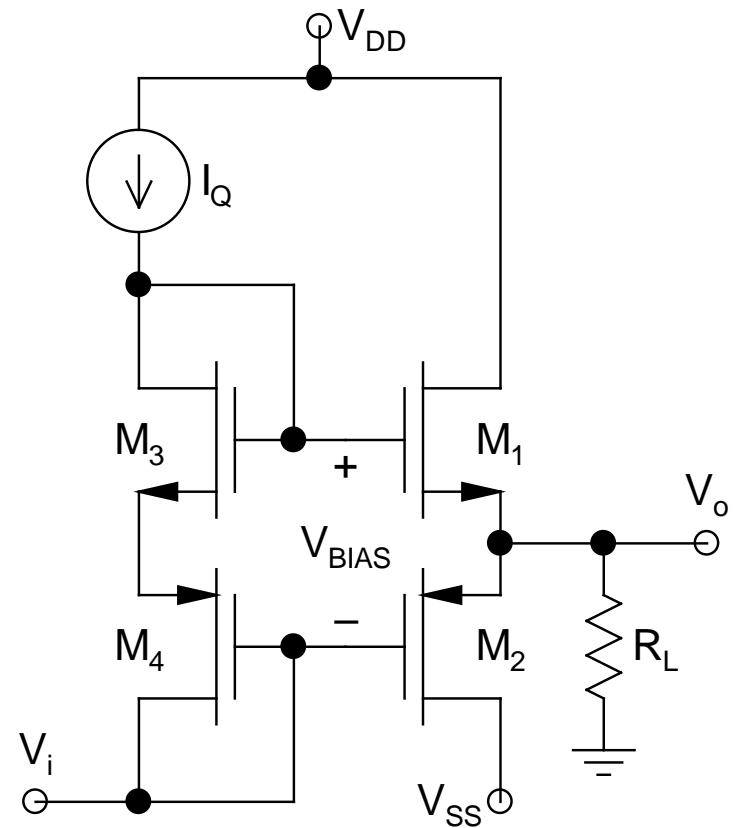 V_DD
I_Q
M_3
M_1
+
V_o
V_BIAS
−
M_4
M_2
R_L
V_i
V_SS